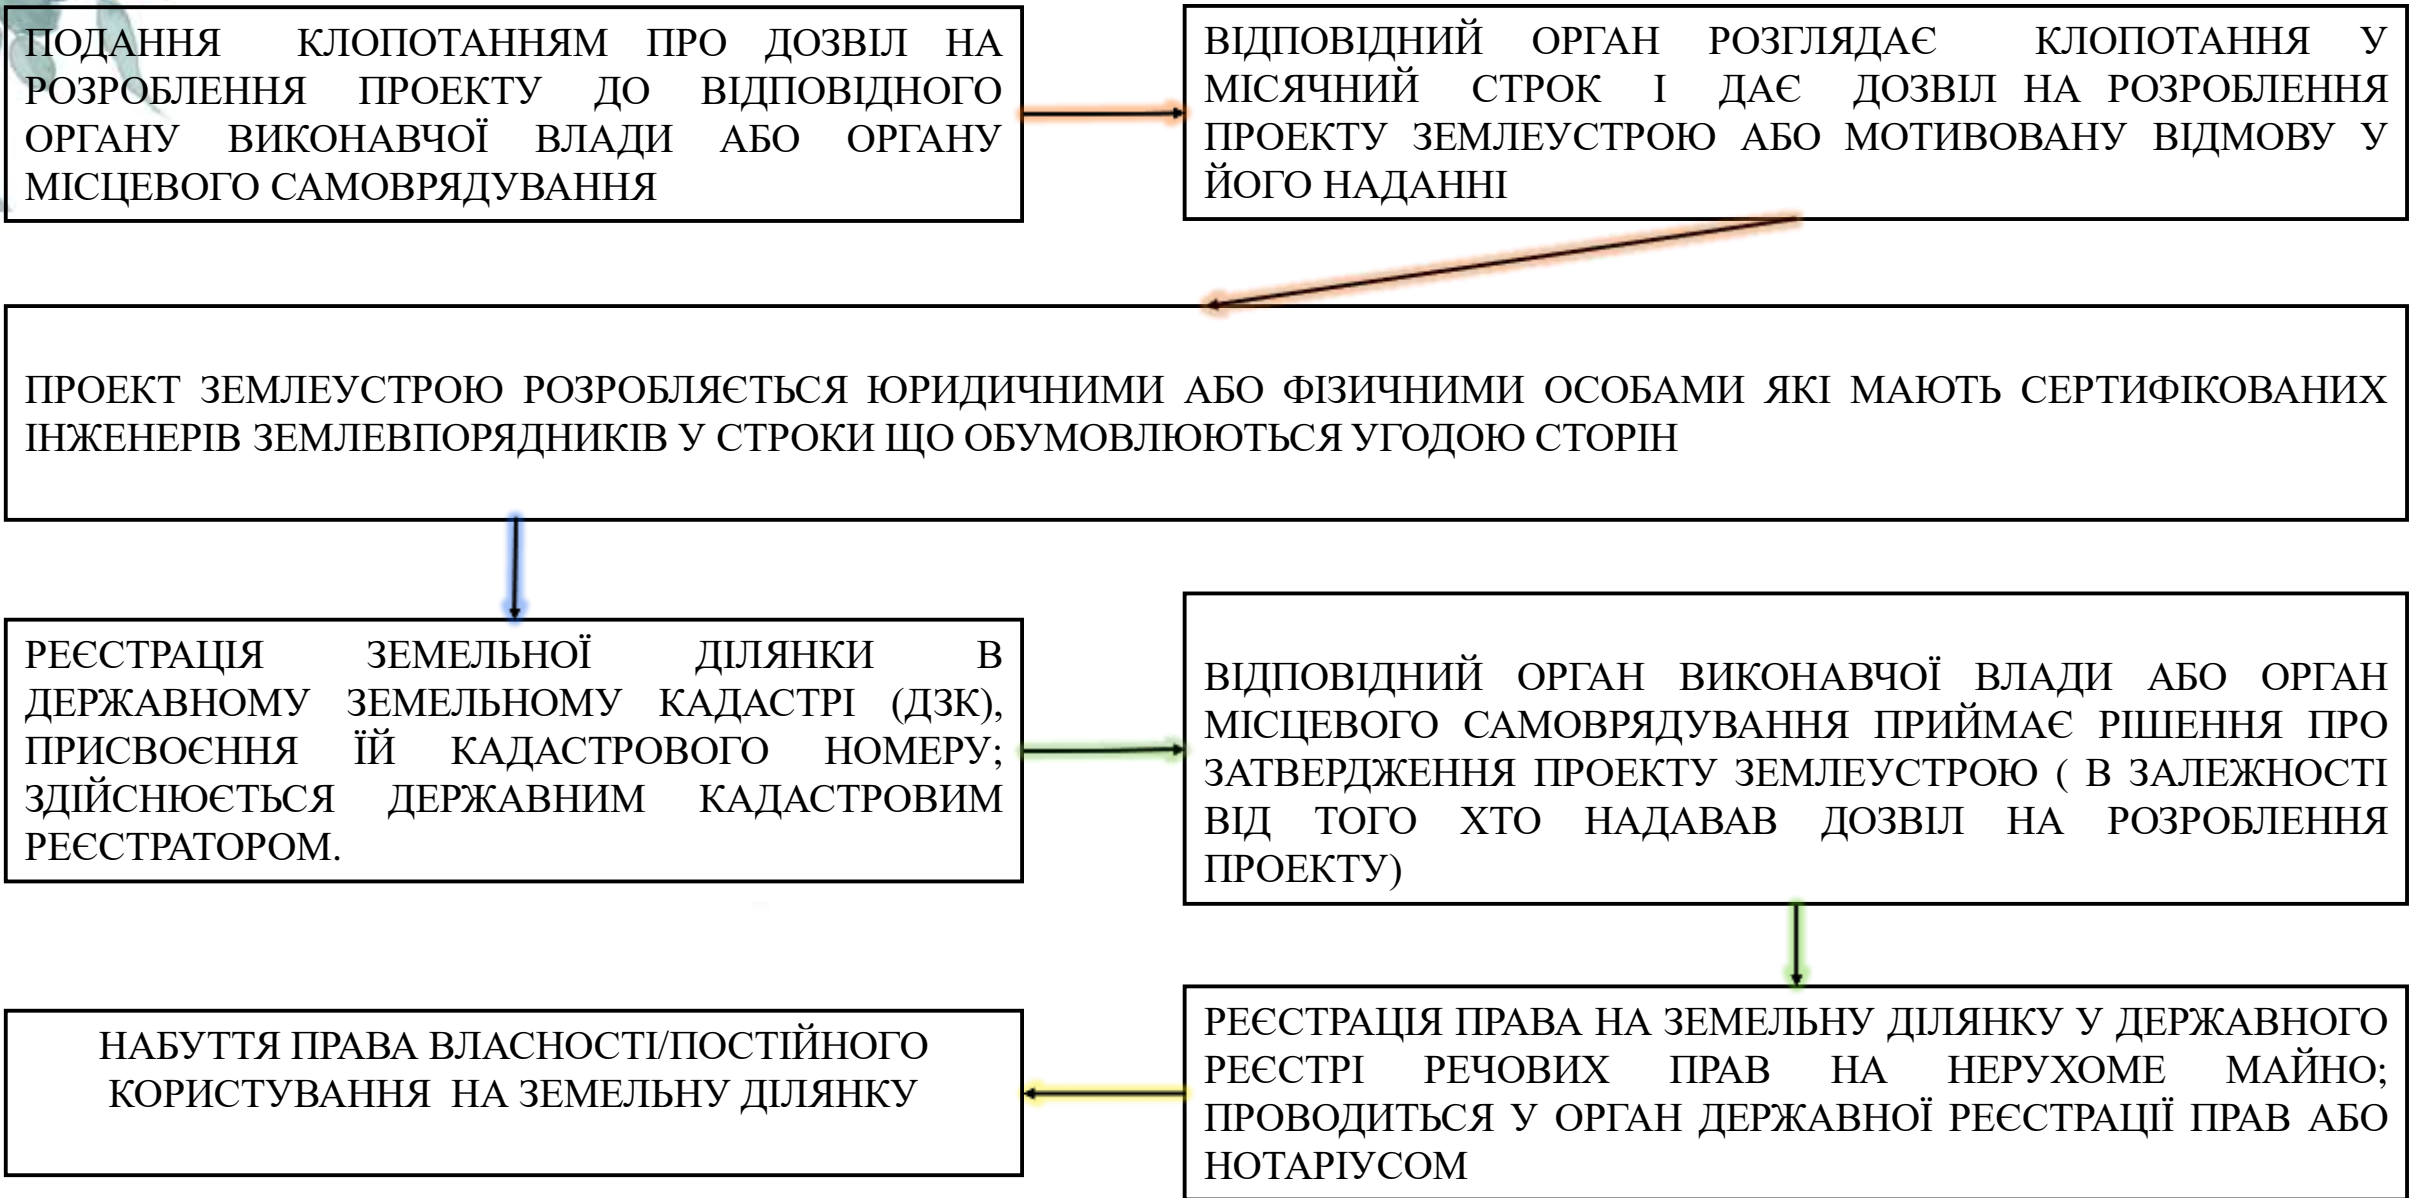 ПОДАННЯ КЛОПОТАННЯМ ПРО ДОЗВІЛ НА
РОЗРОБЛЕННЯ ПРОЕКТУ ДО ВІДПОВІДНОГО
ОРГАНУ ВИКОНАВЧОЇ ВЛАДИ АБО ОРГАНУ
МІСЦЕВОГО САМОВРЯДУВАННЯ
ВІДПОВІДНИЙ ОРГАН РОЗГЛЯДАЄ КЛОПОТАННЯ У
МІСЯЧНИЙ СТРОК І ДАЄ ДОЗВІЛ НА РОЗРОБЛЕННЯ
ПРОЕКТУ ЗЕМЛЕУСТРОЮ АБО МОТИВОВАНУ ВІДМОВУ У
ЙОГО НАДАННІ
ПРОЕКТ ЗЕМЛЕУСТРОЮ РОЗРОБЛЯЄТЬСЯ ЮРИДИЧНИМИ АБО ФІЗИЧНИМИ ОСОБАМИ ЯКІ МАЮТЬ СЕРТИФІКОВАНИХ
ІНЖЕНЕРІВ ЗЕМЛЕВПОРЯДНИКІВ У СТРОКИ ЩО ОБУМОВЛЮЮТЬСЯ УГОДОЮ СТОРІН
РЕЄСТРАЦІЯ ЗЕМЕЛЬНОЇ ДІЛЯНКИ В
ДЕРЖАВНОМУ ЗЕМЕЛЬНОМУ КАДАСТРІ (ДЗК),
ПРИСВОЄННЯ ЇЙ КАДАСТРОВОГО НОМЕРУ;
ЗДІЙСНЮЄТЬСЯ ДЕРЖАВНИМ КАДАСТРОВИМ
РЕЄСТРАТОРОМ.
ВІДПОВІДНИЙ ОРГАН ВИКОНАВЧОЇ ВЛАДИ АБО ОРГАН
МІСЦЕВОГО САМОВРЯДУВАННЯ ПРИЙМАЄ РІШЕННЯ ПРО
ЗАТВЕРДЖЕННЯ ПРОЕКТУ ЗЕМЛЕУСТРОЮ ( В ЗАЛЕЖНОСТІ
ВІД ТОГО ХТО НАДАВАВ ДОЗВІЛ НА РОЗРОБЛЕННЯ
ПРОЕКТУ)
РЕЄСТРАЦІЯ ПРАВА НА ЗЕМЕЛЬНУ ДІЛЯНКУ У ДЕРЖАВНОГО
РЕЄСТРІ РЕЧОВИХ ПРАВ НА НЕРУХОМЕ МАЙНО;
ПРОВОДИТЬСЯ У ОРГАН ДЕРЖАВНОЇ РЕЄСТРАЦІЇ ПРАВ АБО
НОТАРІУСОМ
НАБУТТЯ ПРАВА ВЛАСНОСТІ/ПОСТІЙНОГО
КОРИСТУВАННЯ НА ЗЕМЕЛЬНУ ДІЛЯНКУ